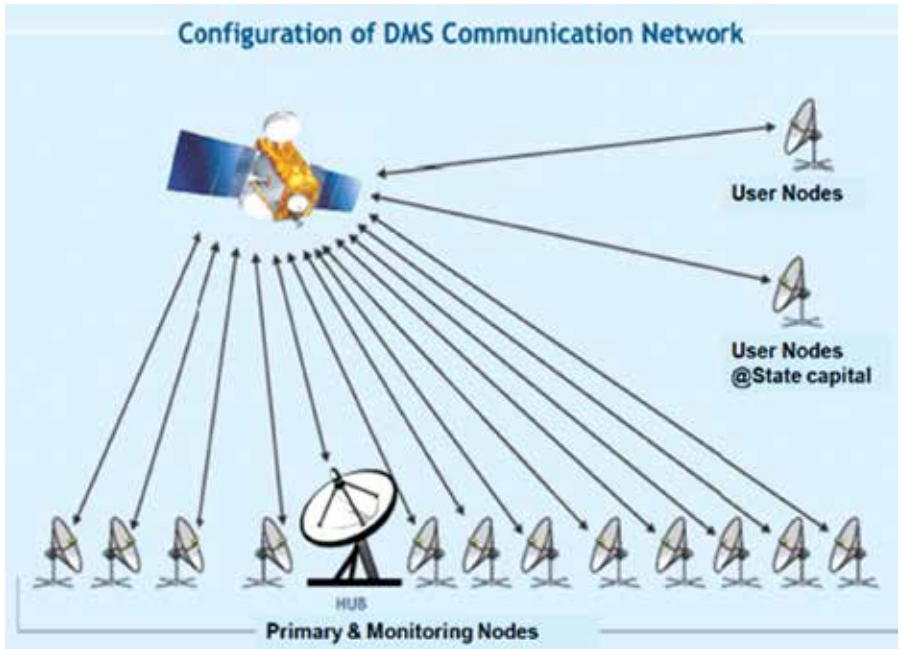 Configuration of DMS Communication Network
User Nodes
User Nodes
@State capital
HUB
Primary & Monitoring Nodes